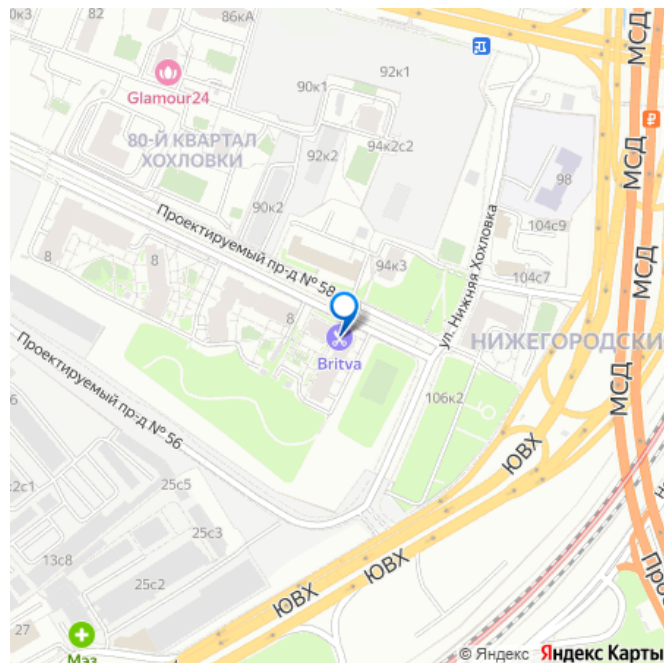 0к3
82
86кА
92к1
90к1
Glamour24
МСД
80-Й КВАРТАЛ
ХОХЛОВКИ
92к2
94к2с2
МСД
98
90к2
104с9
Проектируемый пр-д № 58
94к3
ул. Нижняя Хохловка
104с7
8
8
8
Britva
НИЖЕГОРОДСКИ
Проектируемый пр-д № 56
106к2
МСД
6
ЮВХ
25с5
2с1
25с3
13с8
25с2
ЮВХ
ЮВХ
27
Маз
© Яндекс Яндекс Карты